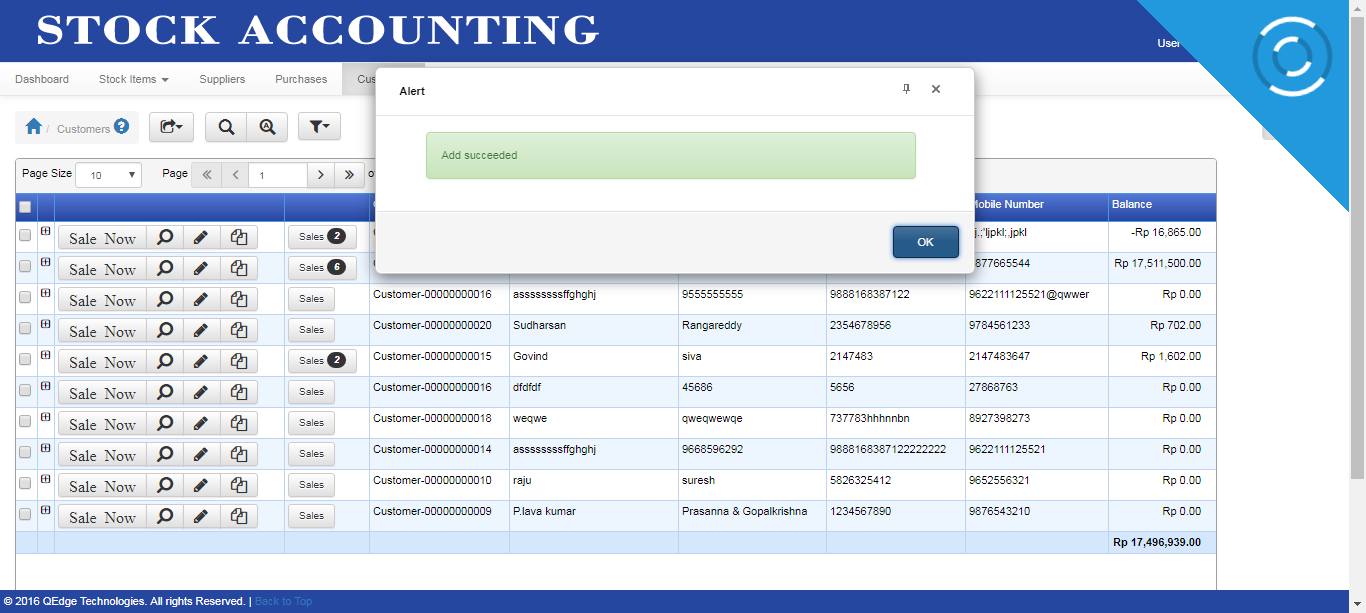 STOCK ACCOUNTING
User
Dashboard Stock Items Suppliers Purchases Cus
Alert
/ Customers ?
Add succeeded
Page Size 10 Page « ‹ 1 › » o
OK
Mobile Number Balance
Sale Now Sales 2 j.;'ljpkl;.jpkl -Rp 16,865.00
Sale Now Sales 6 877665544 Rp 17,511,500.00
Sale Now Sales Customer-00000000016 asssssssssffghghj 9555555555 9888168387122 9622111125521@qwwer Rp 0.00
Sale Now Sales Customer-00000000020 Sudharsan Rangareddy 2354678956 9784561233 Rp 702.00
Sale Now Sales 2 Customer-00000000015 Govind siva 2147483 2147483647 Rp 1,602.00
Sale Now Sales Customer-00000000016 dfdfdf 45686 5656 27868763 Rp 0.00
Sale Now Sales Customer-00000000018 weqwe qweqwewqe 737783hhhnnbn 8927398273 Rp 0.00
Sale Now Sales Customer-00000000014 asssssssssffghghj 9668596292 9888168387122222222 9622111125521 Rp 0.00
Sale Now Sales Customer-00000000010 raju suresh 5826325412 9652556321 Rp 0.00
Sale Now Sales Customer-00000000009 P.lava kumar Prasanna & Gopalkrishna 1234567890 9876543210 Rp 0.00
Rp 17,496,939.00
© 2016 QEdge Technologies. All rights Reserved. | Back to Top